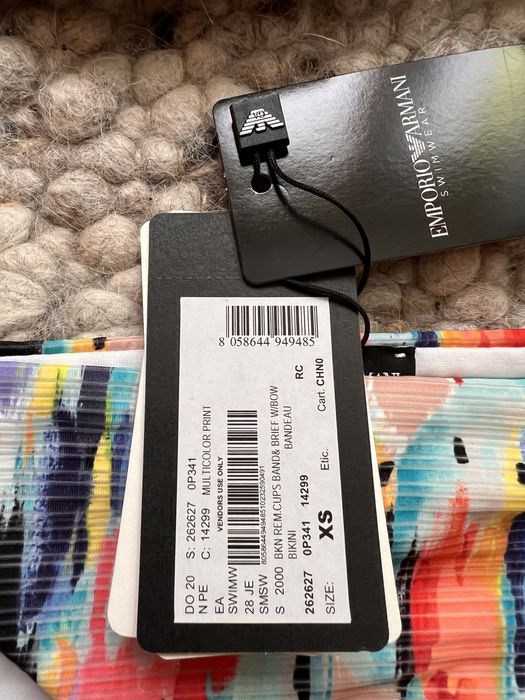 EMPORIO ARMANI
SWIMWEAR
8 058644 949485
DO 20 S: 262627 0P341
N PE C: 14299 MULTICOLOR PRINT
EA VENDORS USE ONLY
SWIMW
28 JE
SMSW
S 2000 BKN REM.CUPS BAND& BRIEF W/BOW
BIKINI BANDEAU RC
262627 0P341 14299 Etic. Cart. CHN0
SIZE: XS